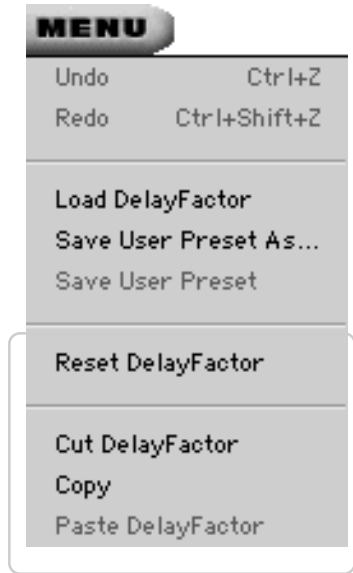 MENU
Undo Ctrl+Z
Redo Ctrl+Shift+Z
Load DelayFactor
Save User Preset As...
Save User Preset
Reset DelayFactor
Cut DelayFactor
Copy
Paste DelayFactor